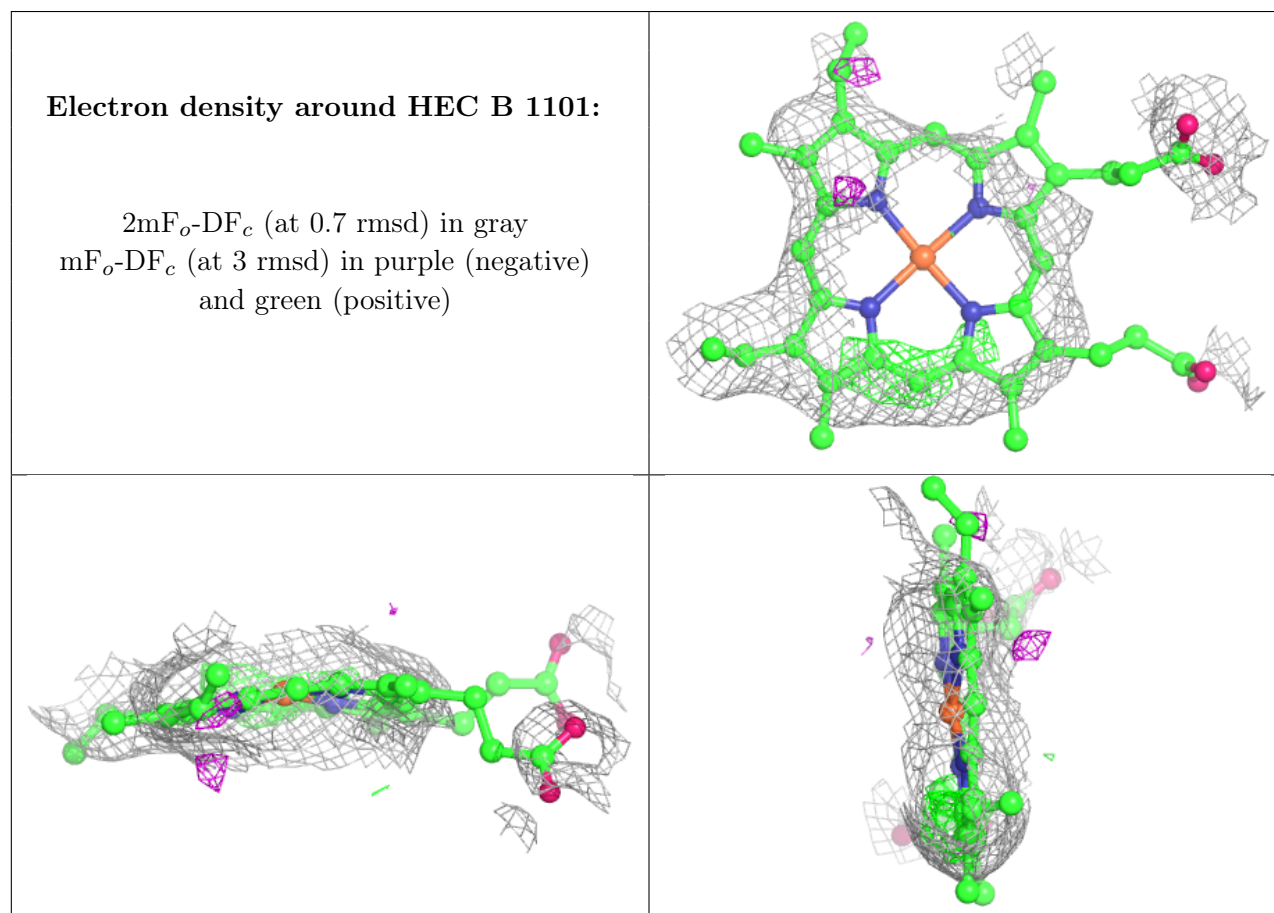 Electron density around HEC B 1101:
2mFo-DFc (at 0.7 rmsd) in gray
mFo-DFc (at 3 rmsd) in purple (negative)
and green (positive)